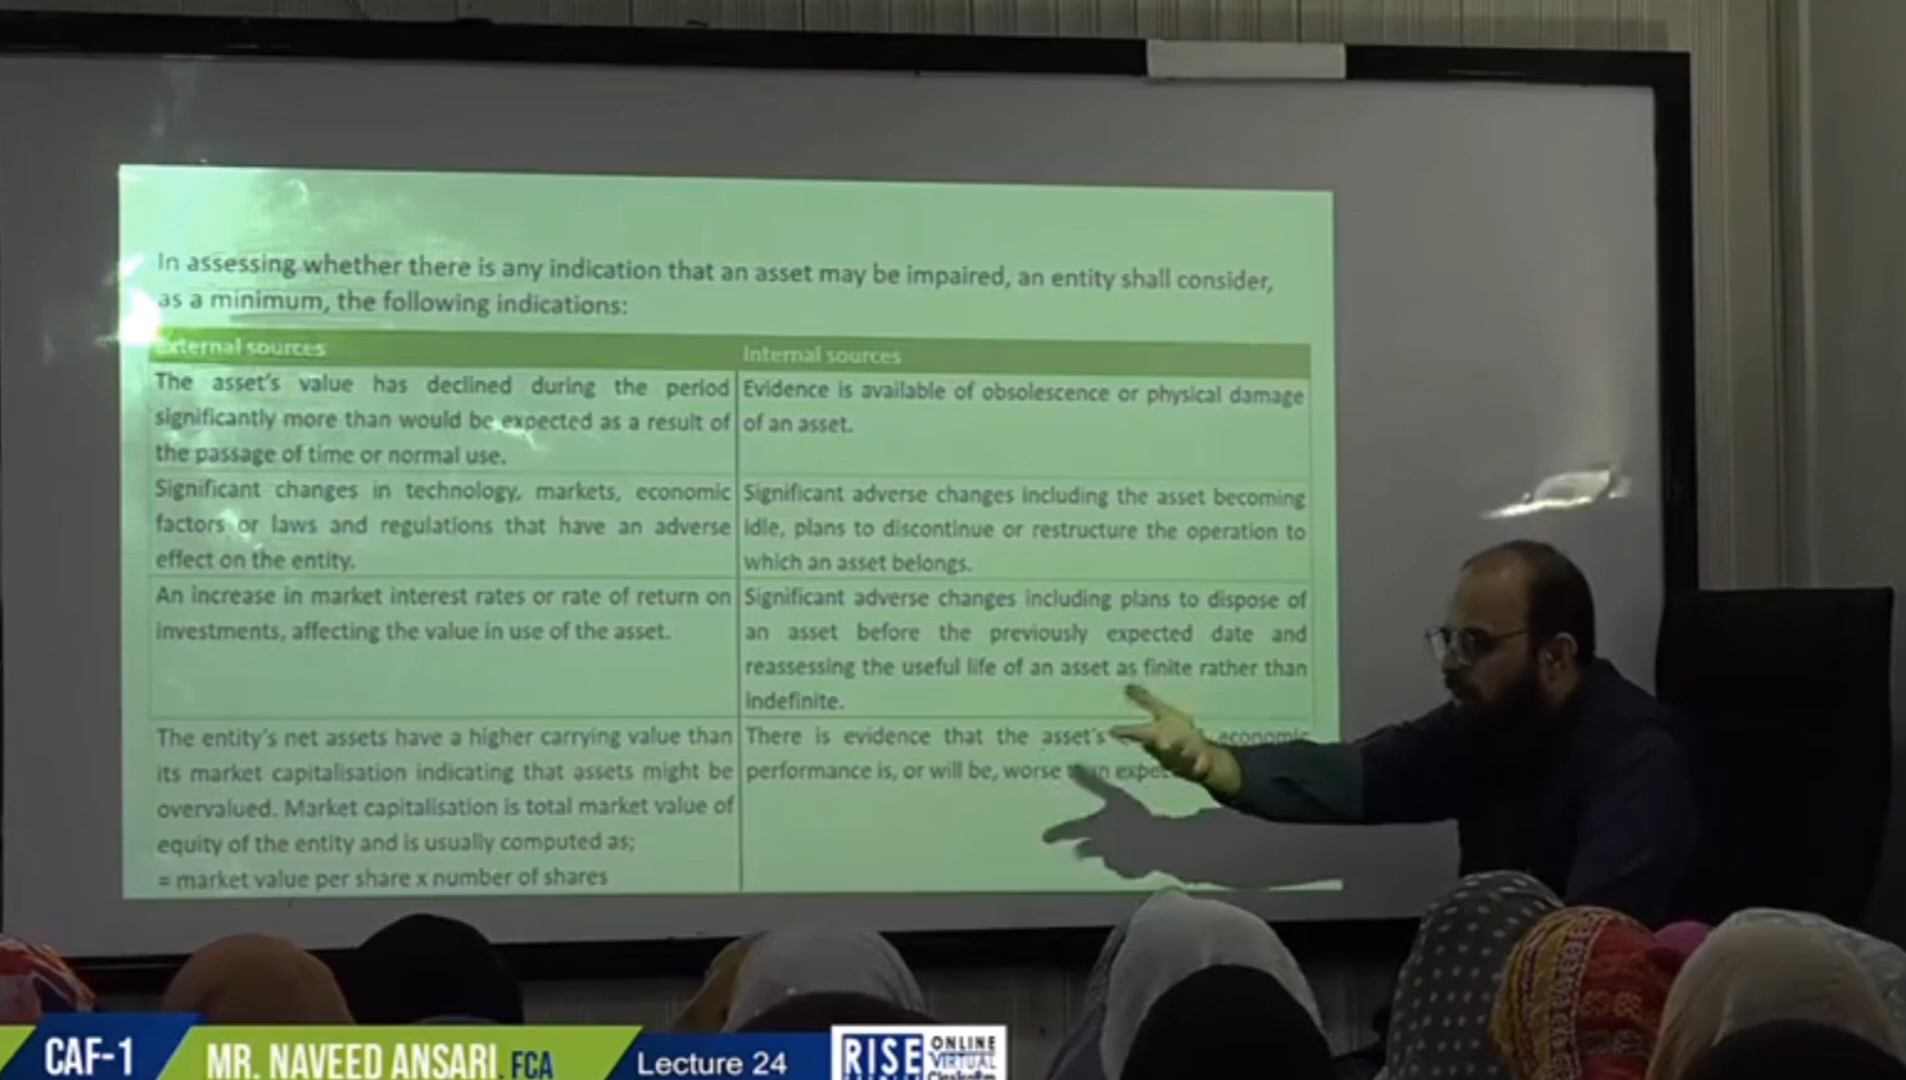 In assessing whether there is any indication that an asset may be impaired, an entity shall consider,
as a minimum, the following indications:
External sources
Internal sources
The asset's value has declined during the period
significantly more than would be expected as a result of
the passage of time or normal use.
Evidence is available of obsolescence or physical damage
of an asset.
Significant changes in technology, markets, economic
factors or laws and regulations that have an adverse
effect on the entity.
Significant adverse changes including the asset becoming
idle, plans to discontinue or restructure the operation to
which an asset belongs.
An increase in market interest rates or rate of return on
investments, affecting the value in use of the asset.
Significant adverse changes including plans to dispose of
an asset before the previously expected date and
reassessing the useful life of an asset as finite rather than
indefinite.
The entity's net assets have a higher carrying value than
its market capitalisation indicating that assets might be
overvalued. Market capitalisation is total market value of
equity of the entity and is usually computed as;
= market value per share x number of shares
There is evidence that the asset's economic
performance is, or will be, worse than
CAF-1
MR. NAVEED ANSARI, FCA
Lecture 24
RISE
ONLINE
VIRTUAL